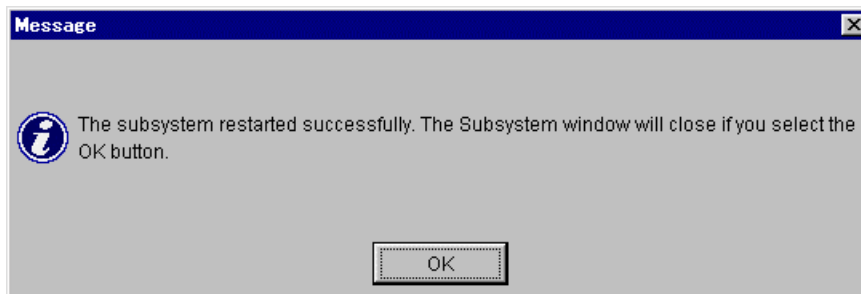 Message
The subsystem restarted successfully. The Subsystem window will close if you select the
OK button.
OK